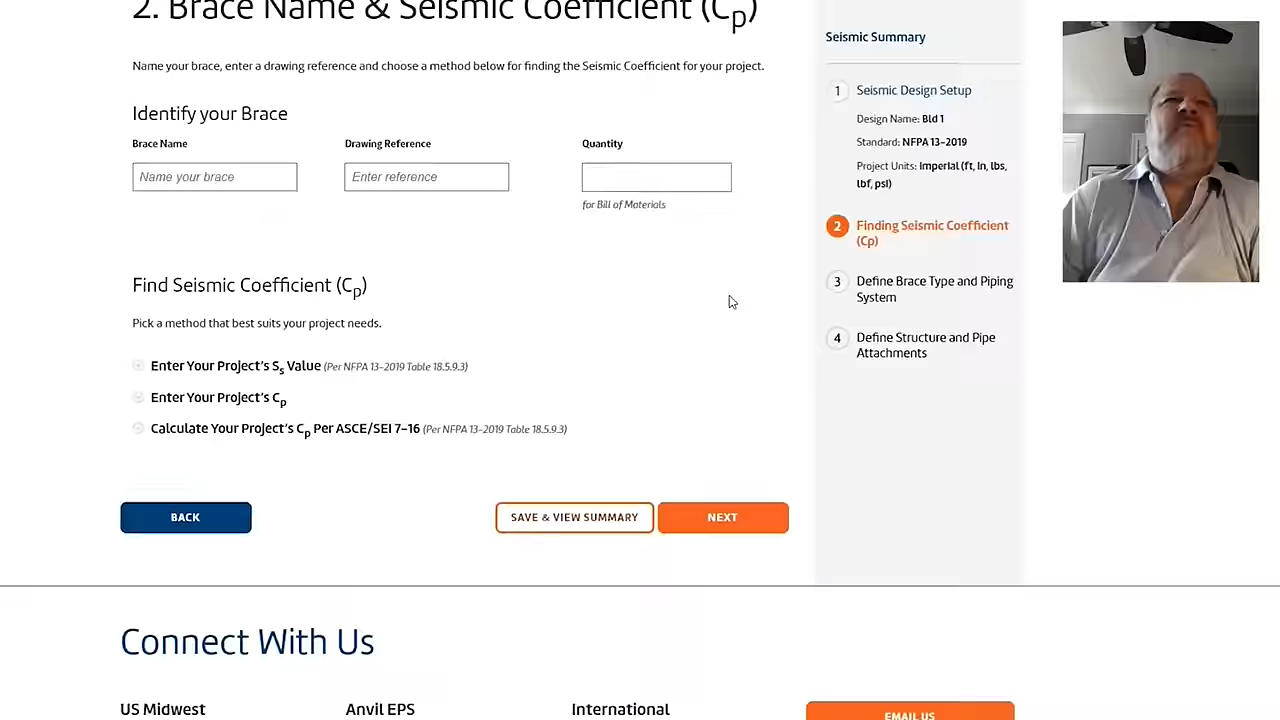 2. Brace Name & Seismic Coefficient (Cp)
Name your brace, enter a drawing reference and choose a method below for finding the Seismic Coefficient for your project.
Identify your Brace
Brace Name
Drawing Reference
Quantity
Name your brace
Enter reference
for Bill of Materials
Find Seismic Coefficient (Cp)
Pick a method that best suits your project needs.
Enter Your Project's Ss Value (Per NFPA 13-2019 Table 18.5.9.3)
Enter Your Project's Cp
Calculate Your Project's Cp Per ASCE/SEI 7-16 (Per NFPA 13-2019 Table 18.5.9.3)
BACK
SAVE & VIEW SUMMARY
NEXT
Seismic Summary
1 Seismic Design Setup
Design Name: Bld 1
Standard: NFPA 13-2019
Project Units: Imperial (ft, in, lbs,
lbf, psi)
2 Finding Seismic Coefficient
(Cp)
3 Define Brace Type and Piping
System
4 Define Structure and Pipe
Attachments
Connect With Us
US Midwest
Anvil EPS
International
EMAIL US